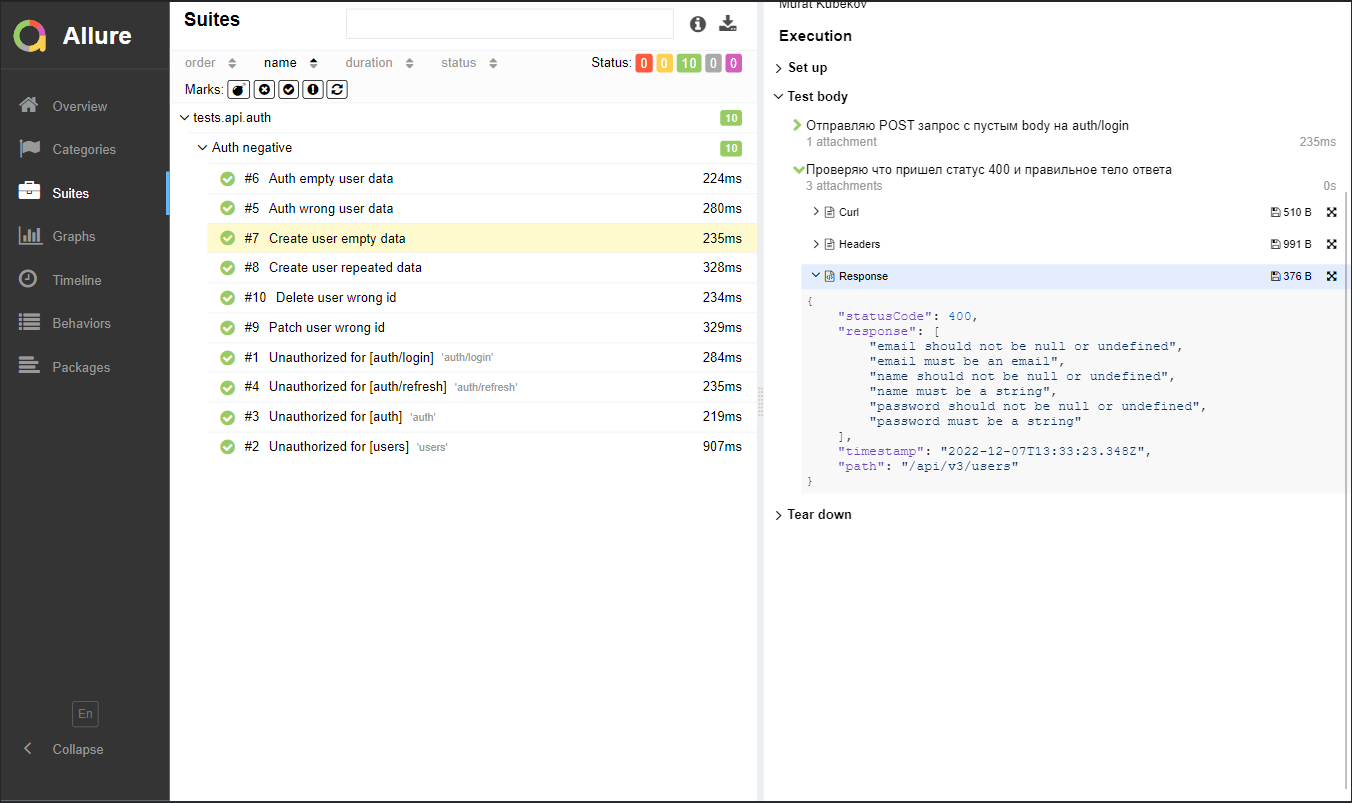 Allure
Overview
Categories
Suites
Graphs
Timeline
Behaviors
Packages
En
Collapse
Suites
order name duration status Status: 0 0 10 0 0
Marks:
tests.api.auth 10
Auth negative 10
#6 Auth empty user data 224ms
#5 Auth wrong user data 280ms
#7 Create user empty data 235ms
#8 Create user repeated data 328ms
#10 Delete user wrong id 234ms
#9 Patch user wrong id 329ms
#1 Unauthorized for [auth/login] 'auth/login' 284ms
#4 Unauthorized for [auth/refresh] 'auth/refresh' 235ms
#3 Unauthorized for [auth] 'auth' 219ms
#2 Unauthorized for [users] 'users' 907ms
Murat Kubekov
Execution
Set up
Test body
Отправляю POST запрос с пустым body на auth/login
1 attachment 235ms
Проверяю что пришел статус 400 и правильное тело ответа
3 attachments 0s
Curl 510 B
Headers 991 B
Response 376 B
{
"statusCode": 400,
"response": [
"email should not be null or undefined",
"email must be an email",
"name should not be null or undefined",
"name must be a string",
"password should not be null or undefined",
"password must be a string"
],
"timestamp": "2022-12-07T13:33:23.348Z",
"path": "/api/v3/users"
}
Tear down